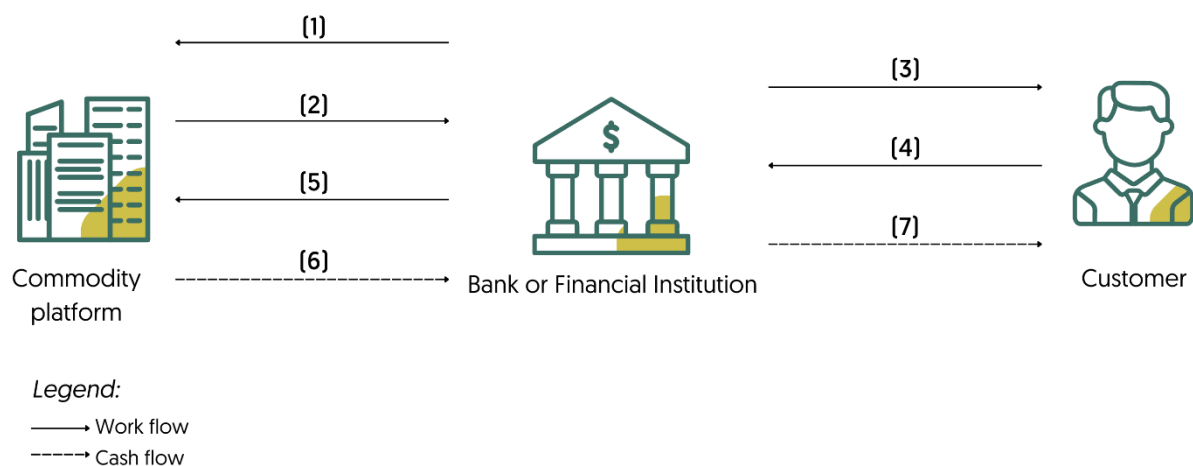 (1)
(3)
(2)
$
(4)
(5)
(7)
(6)
Commodity
platform
Bank or Financial Institution
Customer
Legend:
Work flow
Cash flow